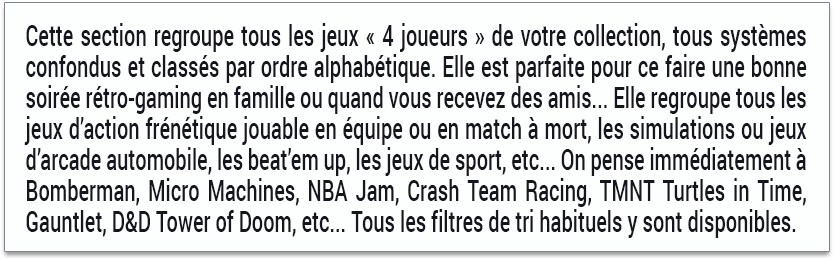 Cette section regroupe tous les jeux « 4 joueurs » de votre collection, tous systèmes
confondus et classés par ordre alphabétique. Elle est parfaite pour ce faire une bonne
soirée rétro-gaming en famille ou quand vous recevez des amis... Elle regroupe tous les
jeux d’action frénétique jouable en équipe ou en match à mort, les simulations ou jeux
d’arcade automobile, les beat’em up, les jeux de sport, etc... On pense immédiatement à
Bomberman, Micro Machines, NBA Jam, Crash Team Racing, TMNT Turtles in Time,
Gauntlet, D&D Tower of Doom, etc... Tous les filtres de tri habituels y sont disponibles.